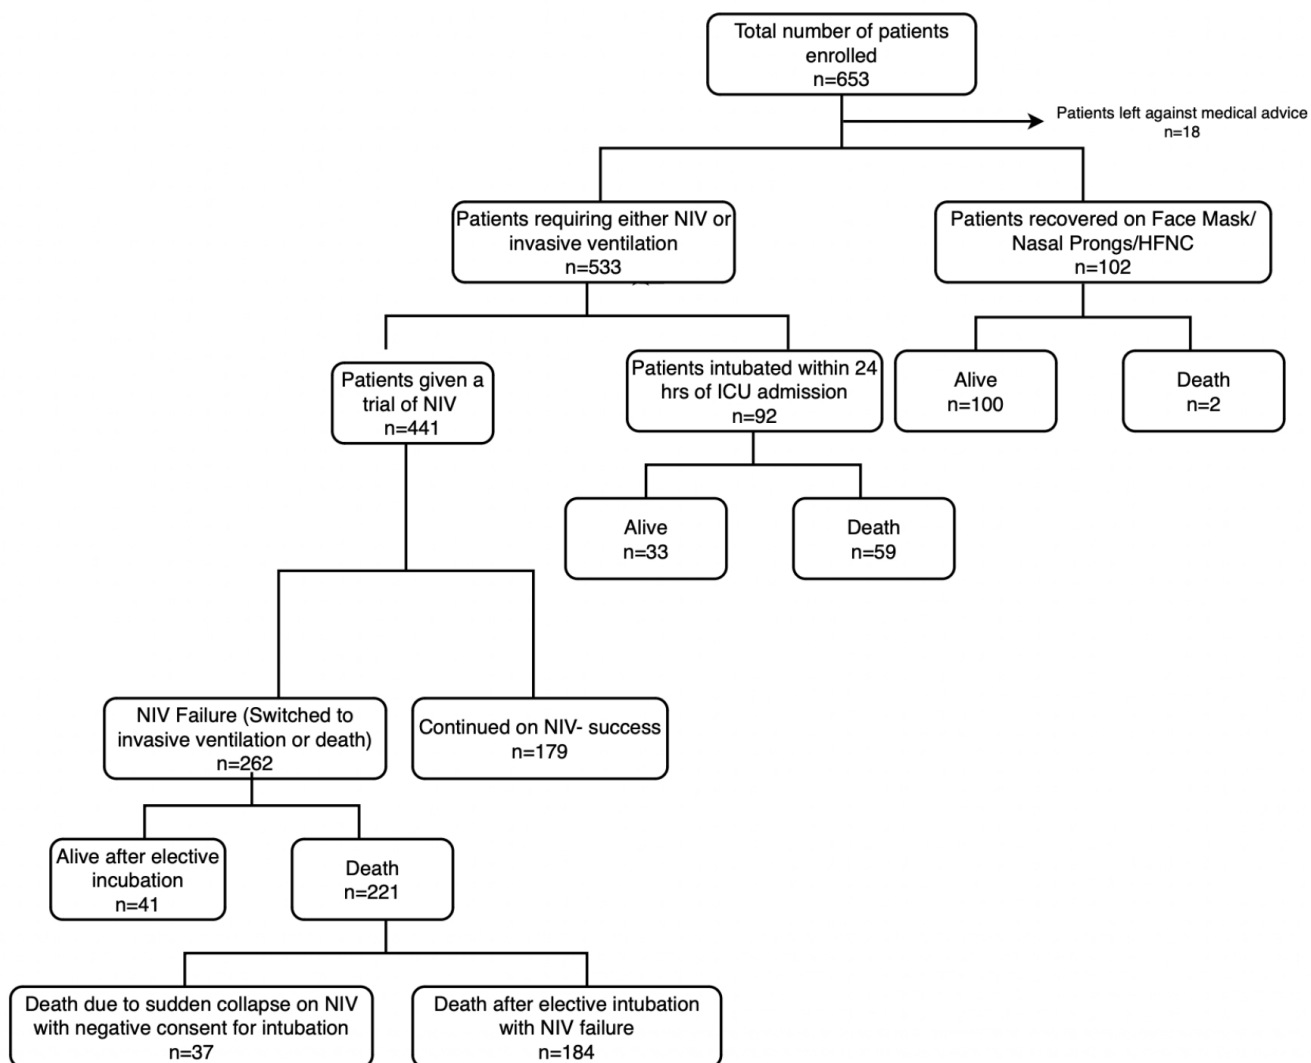 Total number of patients
enrolled
n=653
Patients left against medical advice
n=18
Patients requiring either NIV or
invasive ventilation
n=533
Patients recovered on Face Mask/
Nasal Prongs/HFNC
n=102
Patients given a
trial of NIV
n=441
Patients intubated within 24
hrs of ICU admission
n=92
Alive
n=100
Death
n=2
Alive
n=33
Death
n=59
NIV Failure (Switched to
invasive ventilation or death)
n=262
Continued on NIV- success
n=179
Alive after elective
incubation
n=41
Death
n=221
Death due to sudden collapse on NIV
with negative consent for intubation
n=37
Death after elective intubation
with NIV failure
n=184